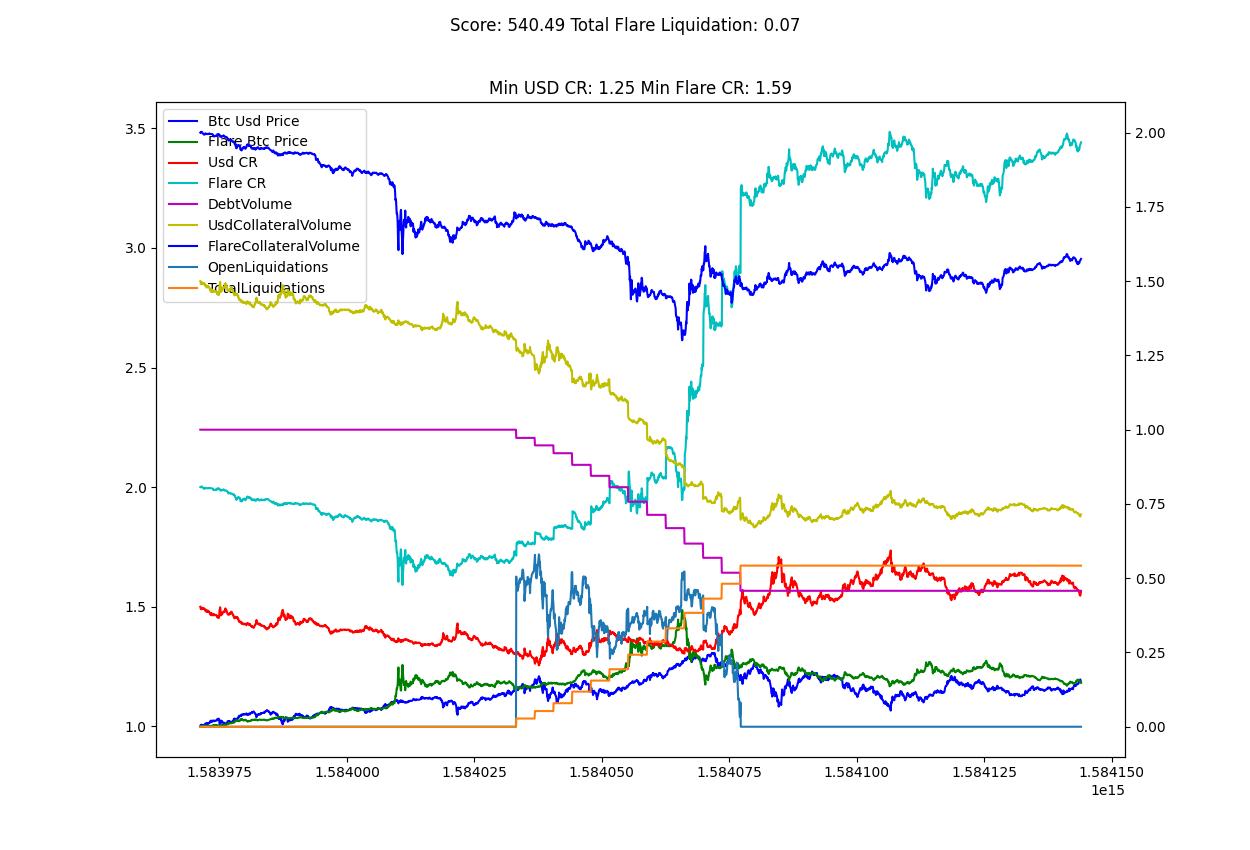 Score: 540.49 Total Flare Liquidation: 0.07
Min USD CR: 1.25 Min Flare CR: 1.59
Btc Usd Price
Flare Btc Price
Usd CR
Flare CR
DebtVolume
UsdCollateralVolume
FlareCollateralVolume
OpenLiquidations
TotalLiquidations
3.5
3.0
2.5
2.0
1.5
1.0
2.00
1.75
1.50
1.25
1.00
0.75
0.50
0.25
0.00
1.583975 1.584000 1.584025 1.584050 1.584075 1.584100 1.584125 1.584150
1e15